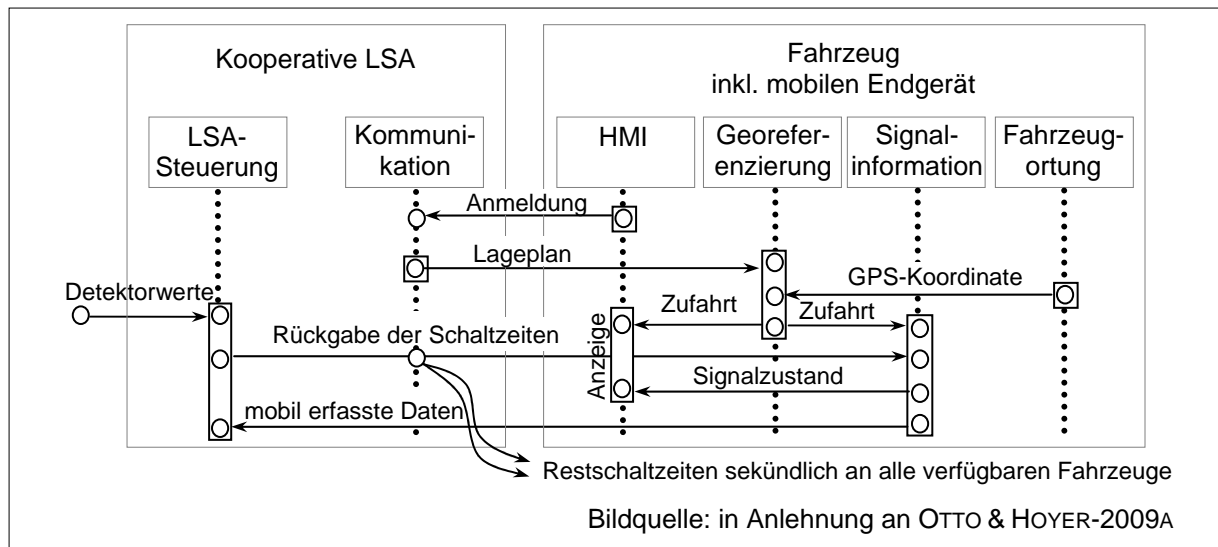 Kooperative LSA
Fahrzeug
inkl. mobilen Endgerät
LSA-
Steuerung
Kommuni-
kation
HMI
Georefer-
enzierung
Signal-
information
Fahrzeug-
ortung
Anmeldung
Lageplan
GPS-Koordinate
Detektorwerte
Zufahrt
Zufahrt
Rückgabe der Schaltzeiten
Anzeige
Signalzustand
mobil erfasste Daten
Restschaltzeiten sekündlich an alle verfügbaren Fahrzeuge
Bildquelle: in Anlehnung an OTTO & HOYER-2009A